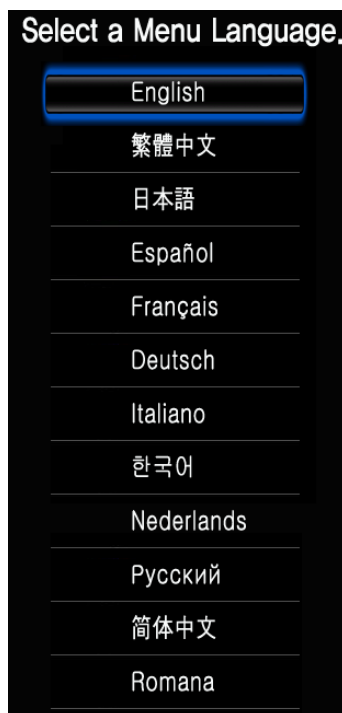 Select a Menu Language.
English
繁體中文
日本語
Español
Français
Deutsch
Italiano
한국어
Nederlands
Русский
简体中文
Romana